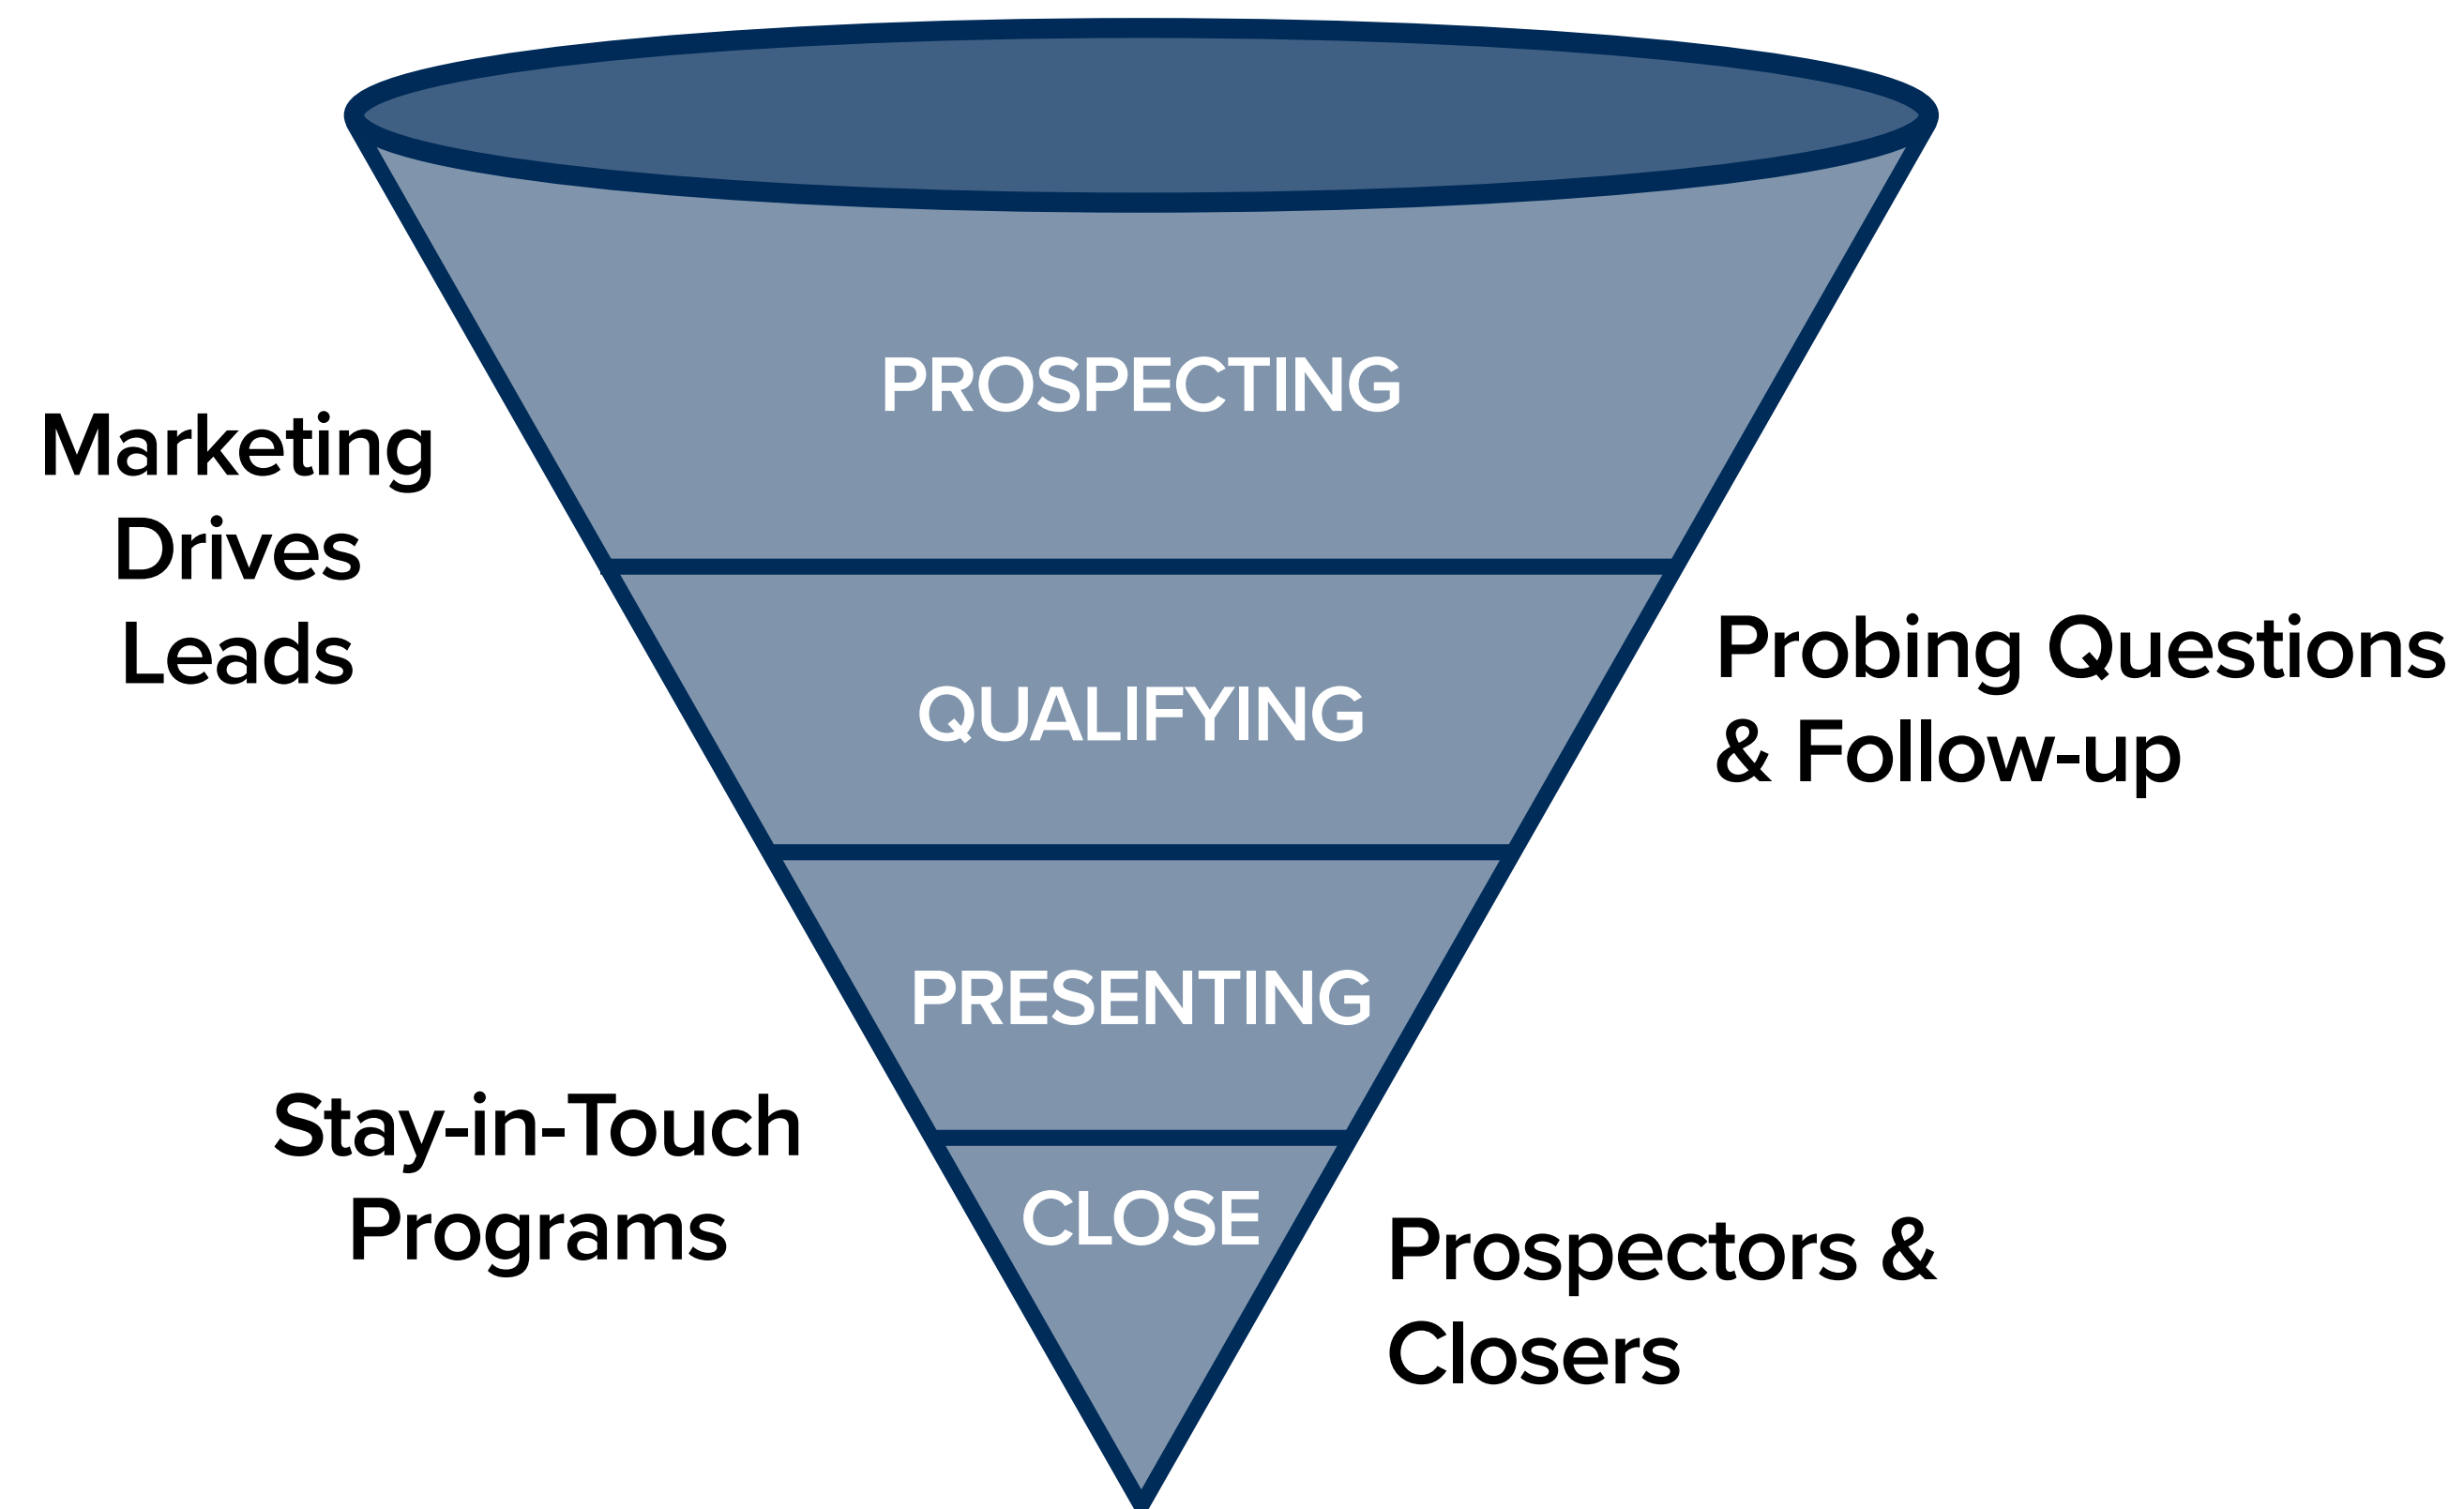 PROSPECTING
Marketing
Drives
Leads
Probing Questions
& Follow-up
QUALIFYING
PRESENTING
Stay-in-Touch
Programs
CLOSE
Prospectors &
Closers